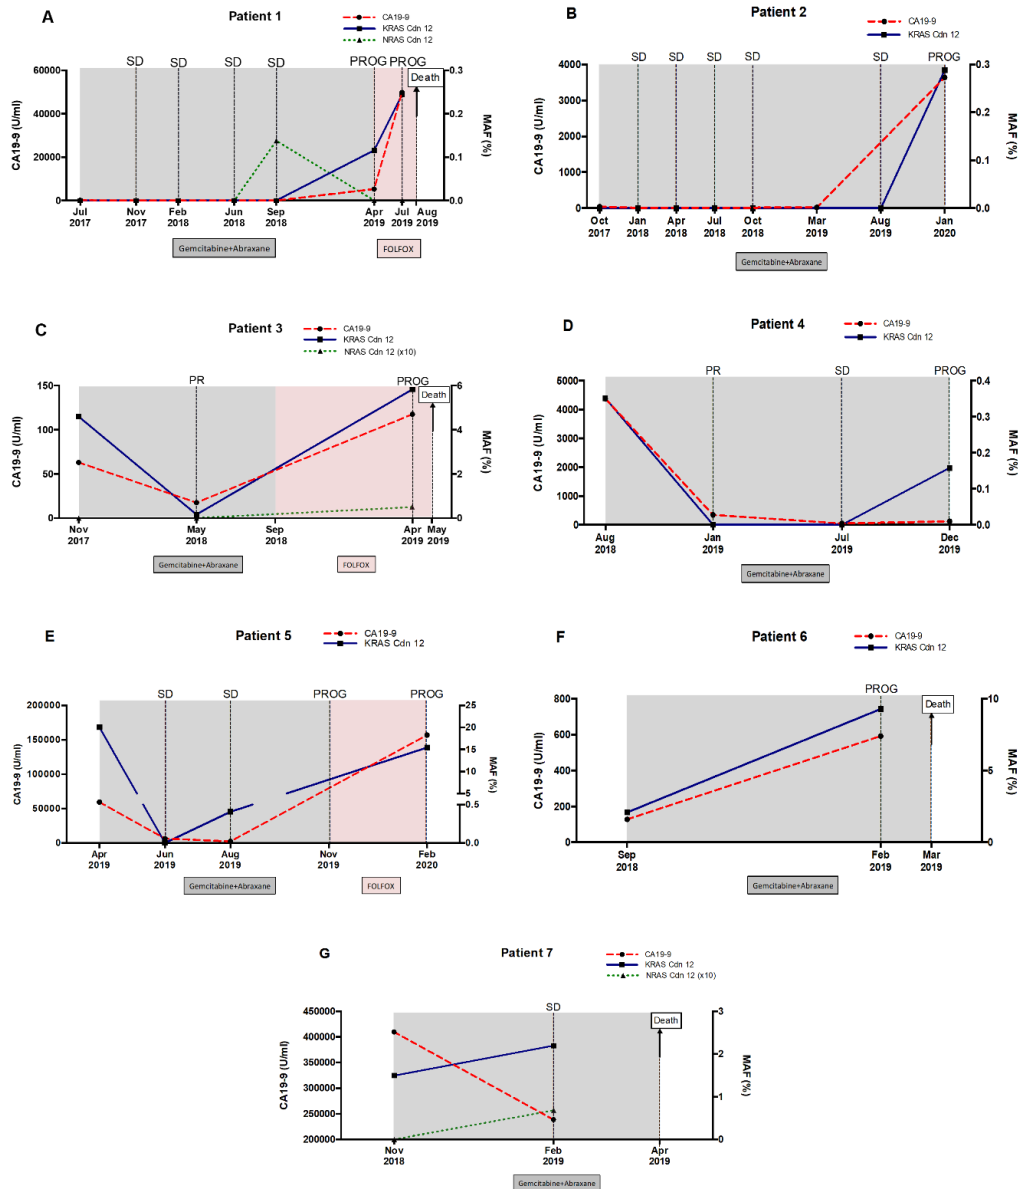 A
Patient 1
CA19-9
KRAS Cdn 12
NRAS Cdn 12
SD SD SD SD PROG PROG
Death
60000
40000
20000
0
CA19-9 (U/ml)
0.3
0.2
0.1
0.0
MAF (%)
Jul 2017
Nov 2017
Feb 2018
Jun 2018
Sep 2018
Apr 2019
Jul 2019
Aug 2019
Gemcitabine+Abraxane
FOLFOX
B
Patient 2
CA19-9
KRAS Cdn 12
SD SD SD SD SD PROG
4000
3000
2000
1000
0
CA19-9 (U/ml)
0.3
0.2
0.1
0.0
MAF (%)
Oct 2017
Jan 2018
Apr 2018
Jul 2018
Oct 2018
Mar 2019
Aug 2019
Jan 2020
Gemcitabine+Abraxane
C
Patient 3
CA19-9
KRAS Cdn 12
NRAS Cdn 12 (x10)
PR PROG
Death
150
100
50
0
CA19-9 (U/ml)
6
4
2
0
MAF (%)
Nov 2017
May 2018
Sep 2018
Apr 2019
May 2019
Gemcitabine+Abraxane
FOLFOX
D
Patient 4
CA19-9
KRAS Cdn 12
PR SD PROG
5000
4000
3000
2000
1000
0
CA19-9 (U/ml)
0.4
0.3
0.2
0.1
0.0
MAF (%)
Aug 2018
Jan 2019
Jul 2019
Dec 2019
Gemcitabine+Abraxane
E
Patient 5
CA19-9
KRAS Cdn 12
SD SD PROG PROG
200000
150000
100000
50000
0
CA19-9 (U/ml)
25
20
15
10
5
0.5
0.0
MAF (%)
Apr 2019
Jun 2019
Aug 2019
Nov 2019
Feb 2020
Gemcitabine+Abraxane
FOLFOX
F
Patient 6
CA19-9
KRAS Cdn 12
PROG
Death
800
600
400
200
0
CA19-9 (U/ml)
10
5
0
MAF (%)
Sep 2018
Feb 2019
Mar 2019
Gemcitabine+Abraxane
G
Patient 7
CA19-9
KRAS Cdn 12
NRAS Cdn 12 (x10)
SD
Death
450000
400000
350000
300000
250000
200000
CA19-9 (U/ml)
3
2
1
0
MAF (%)
Nov 2018
Feb 2019
Apr 2019
Gemcitabine+Abraxane